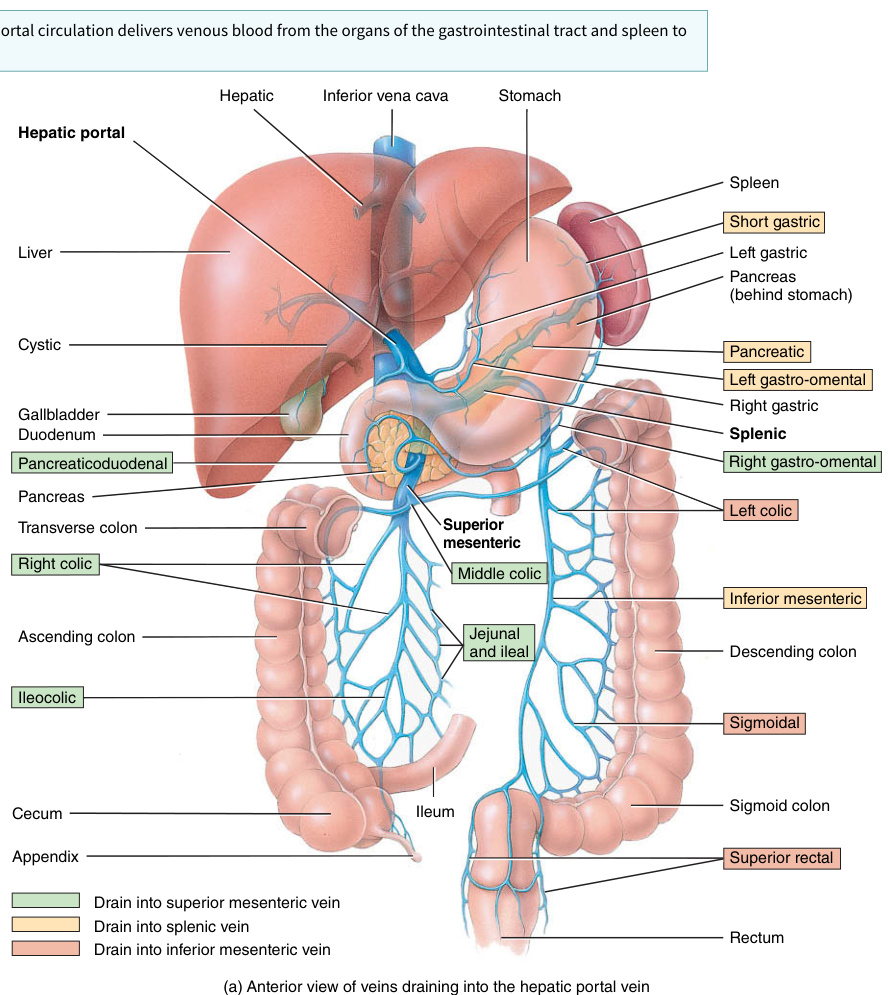 ortal circulation delivers venous blood from the organs of the gastrointestinal tract and spleen to
Hepatic
Inferior vena cava
Stomach
Hepatic portal
Liver
Cystic
Gallbladder
Duodenum
Pancreaticoduodenal
Pancreas
Transverse colon
Right colic
Ascending colon
Ileocolic
Cecum
Appendix
Superior
mesenteric
Middle colic
Jejunal
and ileal
Ileum
Spleen
Short gastric
Left gastric
Pancreas
(behind stomach)
Pancreatic
Left gastro-omental
Right gastric
Splenic
Right gastro-omental
Left colic
Inferior mesenteric
Descending colon
Sigmoidal
Sigmoid colon
Superior rectal
Rectum
Drain into superior mesenteric vein
Drain into splenic vein
Drain into inferior mesenteric vein
(a) Anterior view of veins draining into the hepatic portal vein